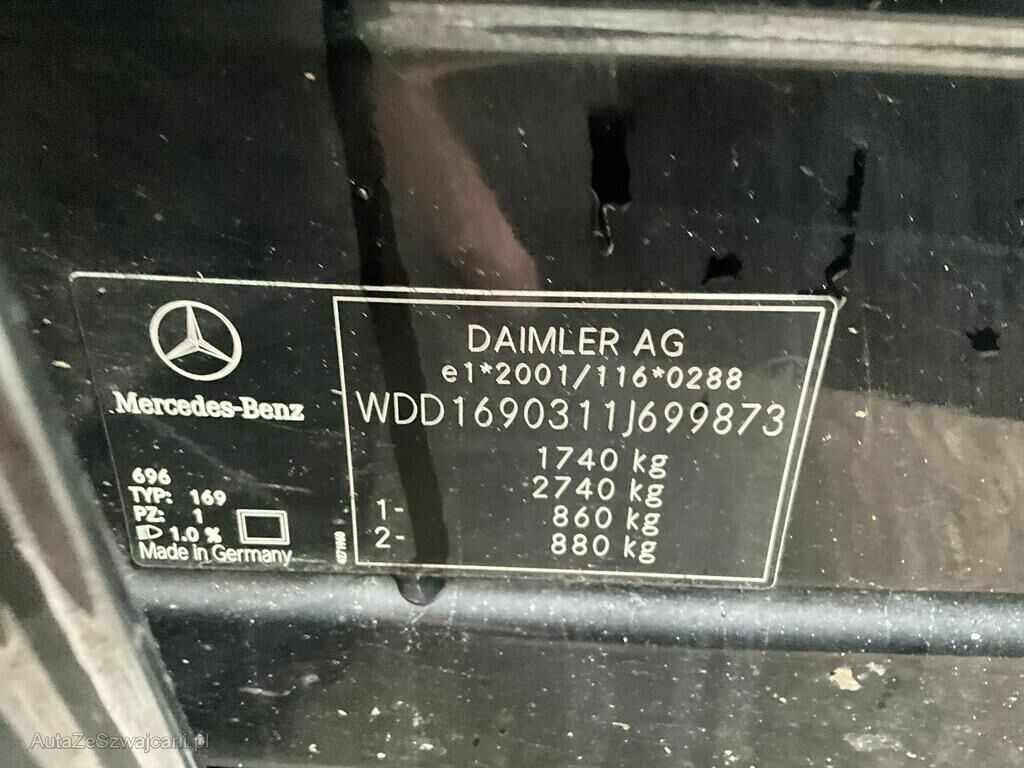 Mercedes-Benz
696
TYP: 169
PZ: 1
1.0 %
Made in Germany
DAIMLER AG
e1*2001/116*0288
WDD1690311J699873
1740 kg
2740 kg
1- 860 kg
2- 880 kg
AutaZeSzwajcarii.pl